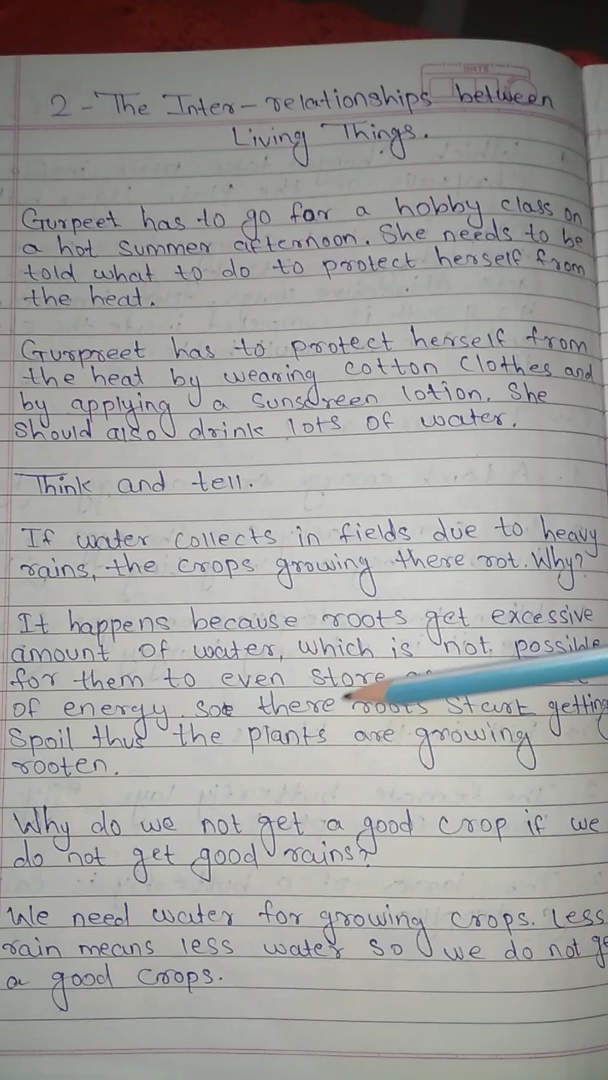 DATE
2 - The Inter-relationships between
Living Things.
Gurpeet has to go for a hobby class on
a hot summer afternoon. She needs to be
told what to do to protect herself from
the heat.
Gurpreet has to protect herself from
the heat by wearing cotton clothes and
by applying a sunscreen lotion. She
should also drink lots of water.
Think and tell.
If water collects in fields due to heavy
rains, the crops growing there rot. Why?
It happens because roots get excessive
amount of water, which is not possible
for them to even store
of energy so there roots start getting
spoil thus the plants are growing
rooten.
Why do we not get a good crop if we
do not get good rains?
We need water for growing crops. Less
rain means less water so we do not
a good crops.